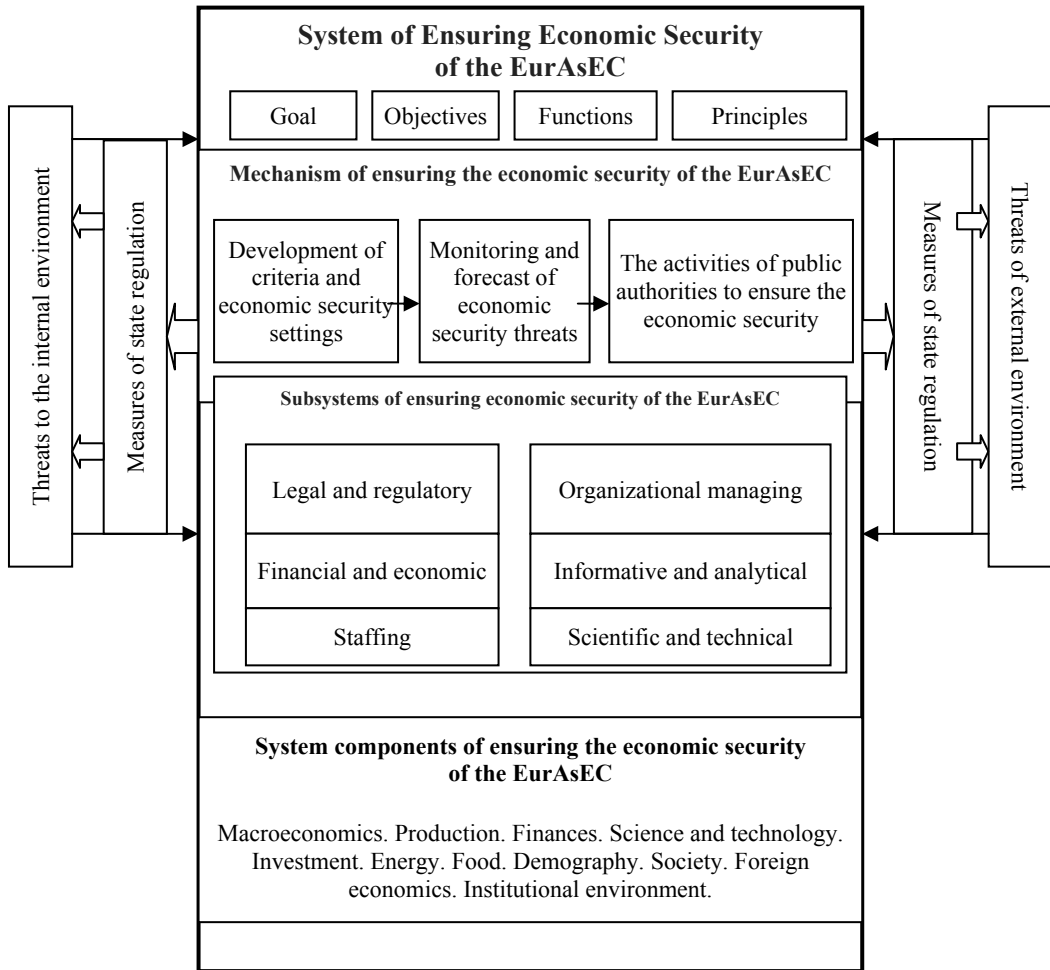 System of Ensuring Economic Security
of the EurAsEC
Goal
Objectives
Functions
Principles
Threats to the internal environment
Measures of state regulation
Mechanism of ensuring the economic security of the EurAsEC
Development of
criteria and
economic security
settings
Monitoring and
forecast of
economic
security threats
The activities of public
authorities to ensure the
economic security
Subsystems of ensuring economic security of the EurAsEC
Legal and regulatory
Financial and economic
Staffing
Organizational managing
Informative and analytical
Scientific and technical
Measures of
state regulation
Threats of external environment
System components of ensuring the economic security
of the EurAsEC
Macroeconomics. Production. Finances. Science and technology.
Investment. Energy. Food. Demography. Society. Foreign
economics. Institutional environment.